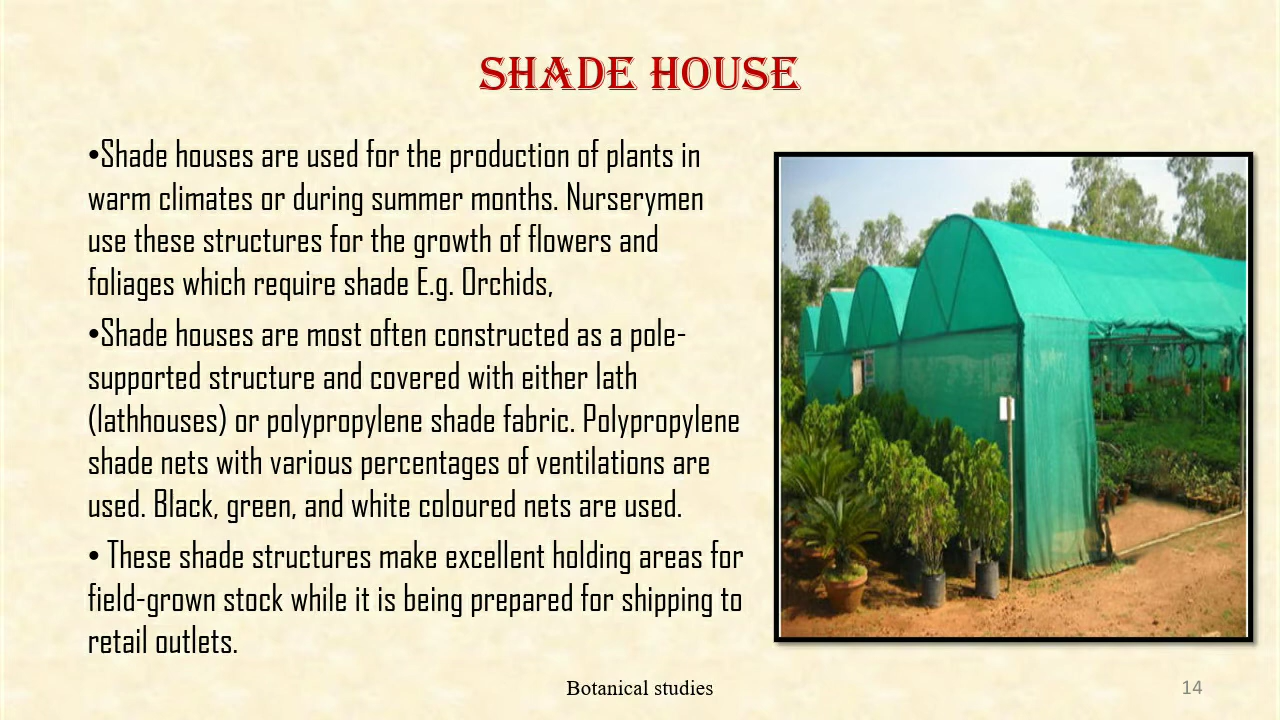 SHADE HOUSE
•Shade houses are used for the production of plants in
warm climates or during summer months. Nurserymen
use these structures for the growth of flowers and
foliages which require shade E.g. Orchids,
•Shade houses are most often constructed as a pole-
supported structure and covered with either lath
(lathhouses) or polypropylene shade fabric. Polypropylene
shade nets with various percentages of ventilations are
used. Black, green, and white coloured nets are used.
• These shade structures make excellent holding areas for
field-grown stock while it is being prepared for shipping to
retail outlets.
Botanical studies
14